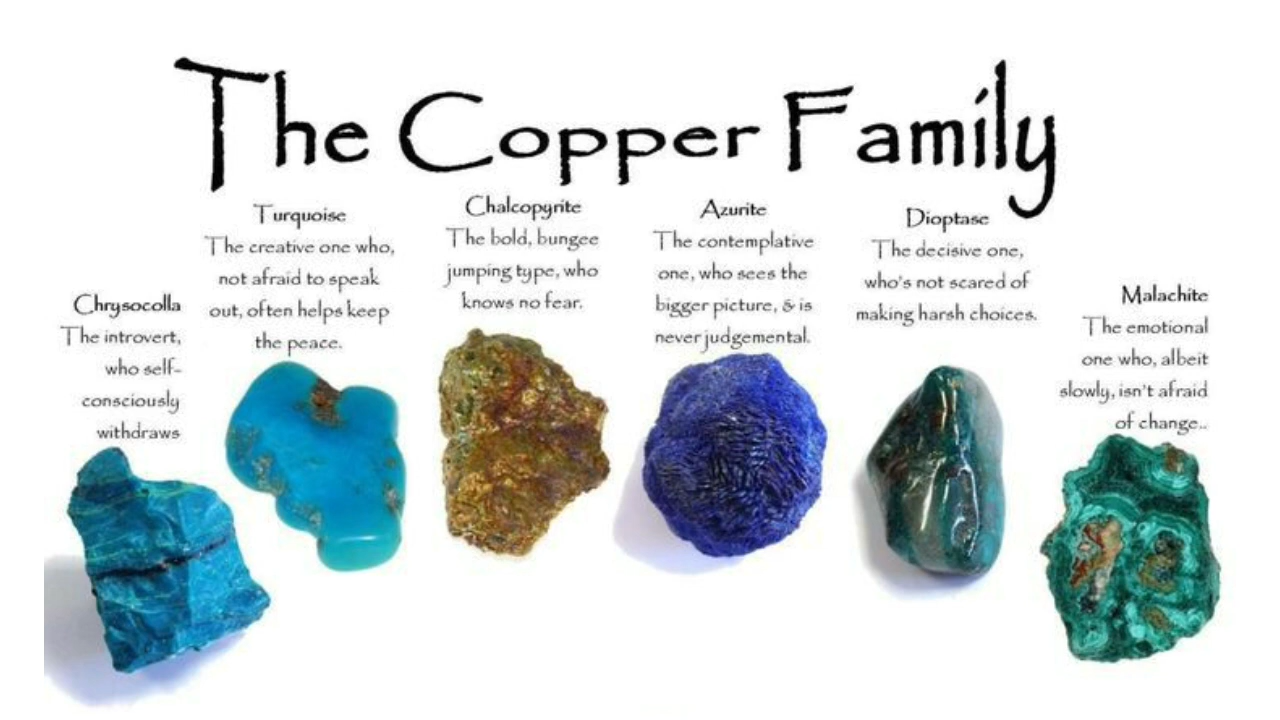 The Copper Family
Chrysocolla
The introvert,
who self-
consciously
withdraws
Turquoise
The creative one who,
not afraid to speak
out, often helps keep
the peace.
Chalcopyrite
The bold, bungee
jumping type, who
knows no fear.
Azurite
The contemplative
one, who sees the
bigger picture, & is
never judgemental.
Dioptase
The decisive one,
who's not scared of
making harsh choices.
Malachite
The emotional
one who, albeit
slowly, isn't afraid
of change..